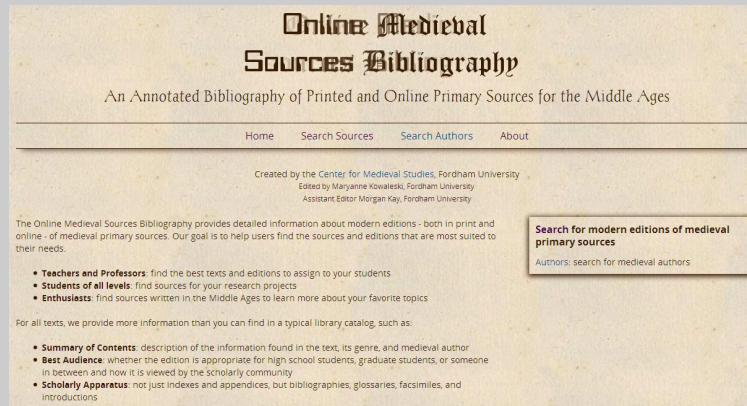 Online Medieval
Sources Bibliography
An Annotated Bibliography of Printed and Online Primary Sources for the Middle Ages
Home Search Sources Search Authors About
Created by the Center for Medieval Studies, Fordham University
Edited by Maryanne Kowaleski, Fordham University
Assistant Editor Morgan Kay, Fordham University
The Online Medieval Sources Bibliography provides detailed information about modern editions - both in print and
online - of medieval primary sources. Our goal is to help users find the sources and editions that are most suited to
their needs.
• Teachers and Professors: find the best texts and editions to assign to your students
• Students of all levels: find sources for your research projects
• Enthusiasts: find sources written in the Middle Ages to learn more about your favorite topics
For all texts, we provide more information than you can find in a typical library catalog, such as:
• Summary of Contents: description of the information found in the text, its genre, and medieval author
• Best Audience: whether the edition is appropriate for high school students, graduate students, or someone
in between and how it is viewed by the scholarly community
• Scholarly Apparatus: not just indexes and appendices, but bibliographies, glossaries, facsimiles, and
introductions
Search for modern editions of medieval
primary sources
Authors: search for medieval authors